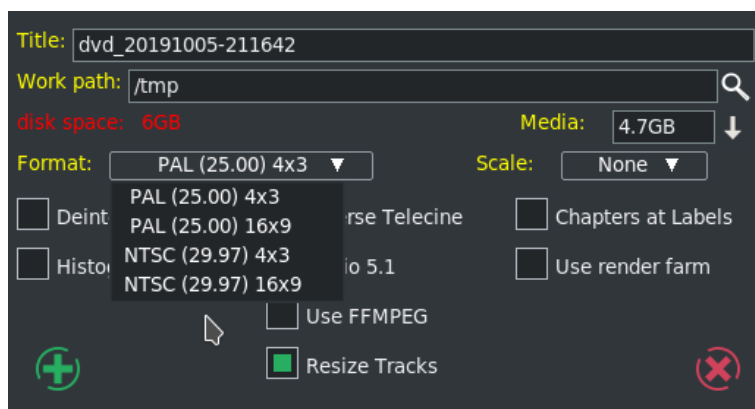 Title: dvd_20191005-211642
Work path: /tmp
disk space: 6GB Media: 4.7GB
Format: PAL (25.00) 4x3 Scale: None
PAL (25.00) 4x3
PAL (25.00) 16x9
NTSC (29.97) 4x3
NTSC (29.97) 16x9
Deint rse Telecine Chapters at Labels
Histo io 5.1 Use render farm
Use FFMPEG
Resize Tracks